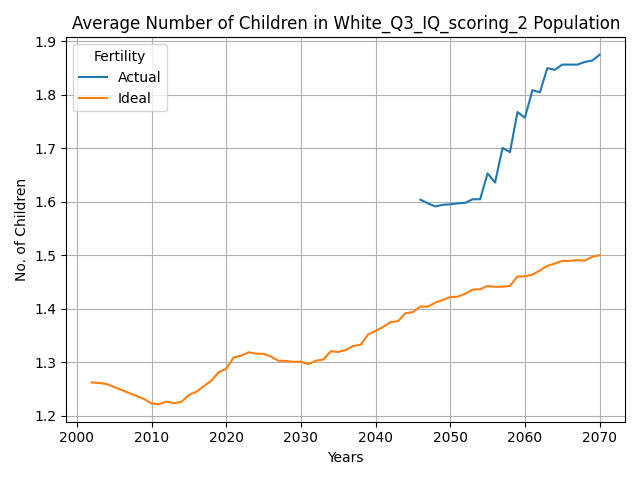 Average Number of Children in White_Q3_IQ_scoring_2 Population
Fertility
Actual
Ideal
No. of Children
1.9
1.8
1.7
1.6
1.5
1.4
1.3
1.2
2000 2010 2020 2030 2040 2050 2060 2070
Years